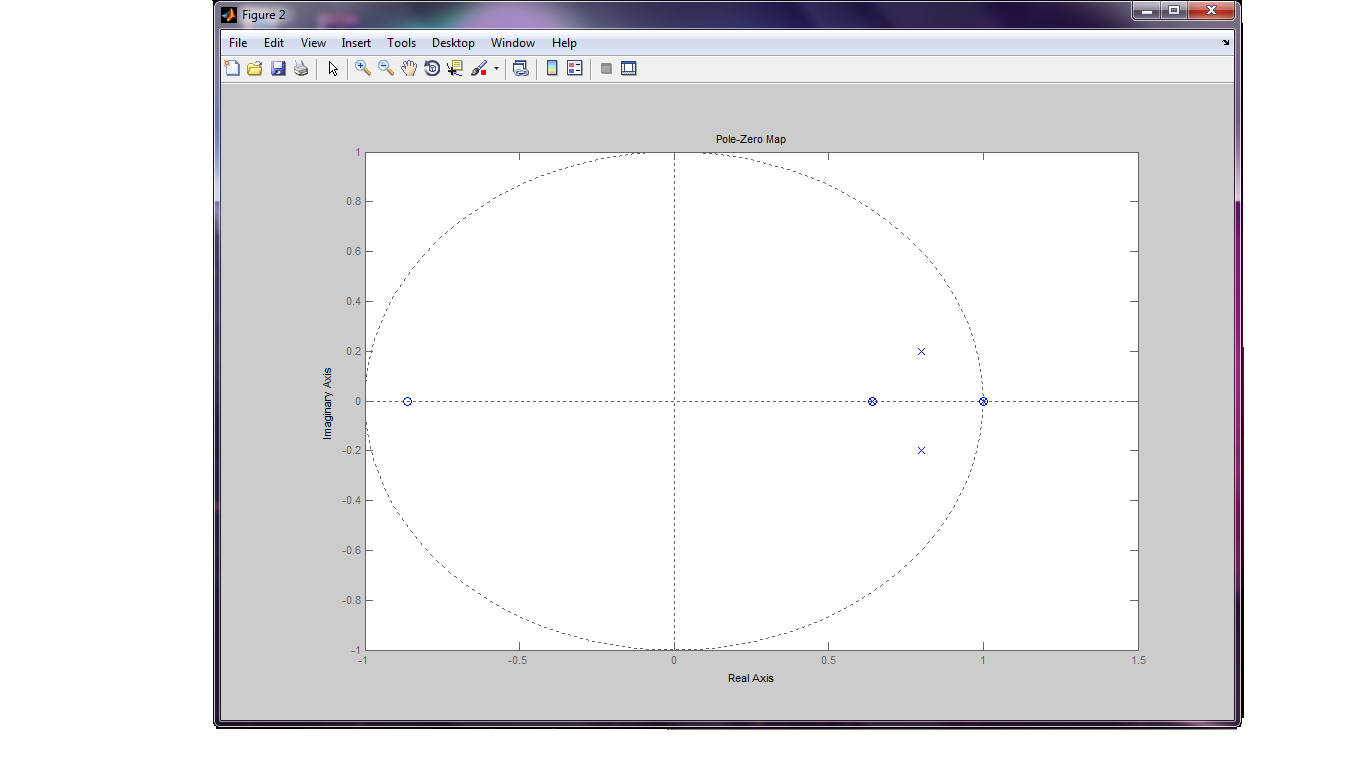 Figure 2
File Edit View Insert Tools Desktop Window Help
Pole-Zero Map
1
0.8
0.6
0.4
0.2
0
-0.2
-0.4
-0.6
-0.8
-1
Imaginary Axis
-1 -0.5 0 0.5 1 1.5
Real Axis